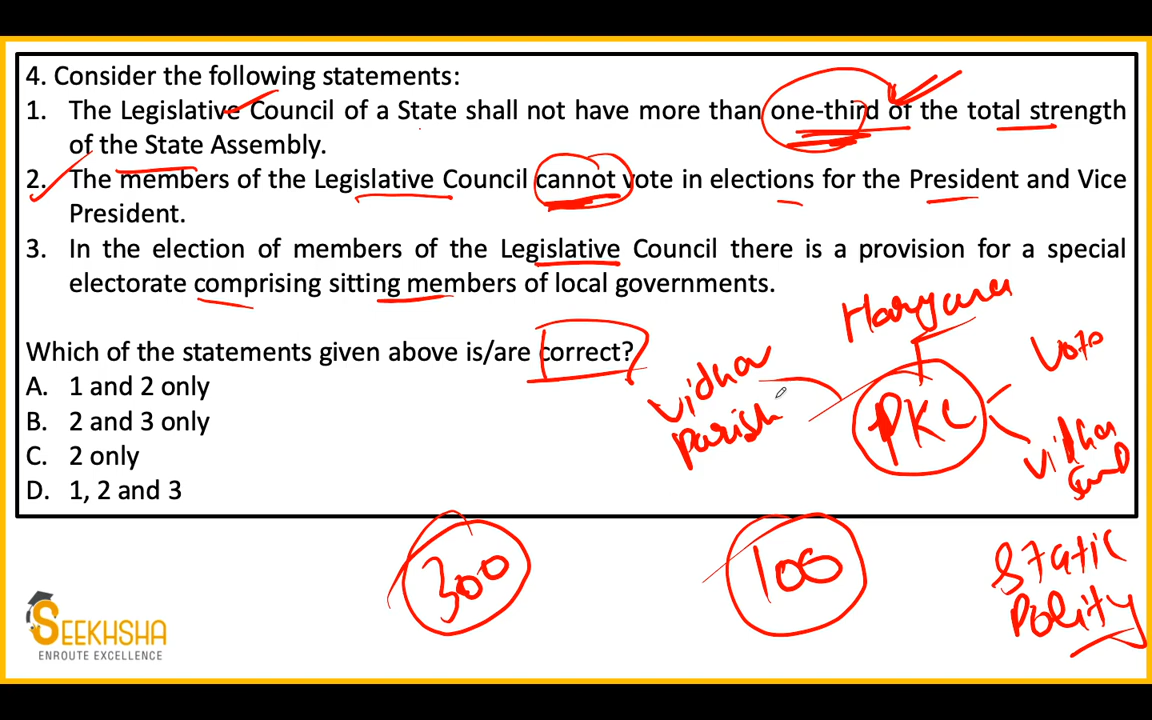 4. Consider the following statements:
1. The Legislative Council of a State shall not have more than one-third of the total strength
of the State Assembly.
2. The members of the Legislative Council cannot vote in elections for the President and Vice
President.
3. In the election of members of the Legislative Council there is a provision for a special
electorate comprising sitting members of local governments.
Which of the statements given above is/are correct?
A. 1 and 2 only
B. 2 and 3 only
C. 2 only
D. 1, 2 and 3
Haryana
Vote
Vidhan
Parish
PKC
Vidhan
300
100
Static
Polity
SEEKHSHA
ENROUTE EXCELLENCE